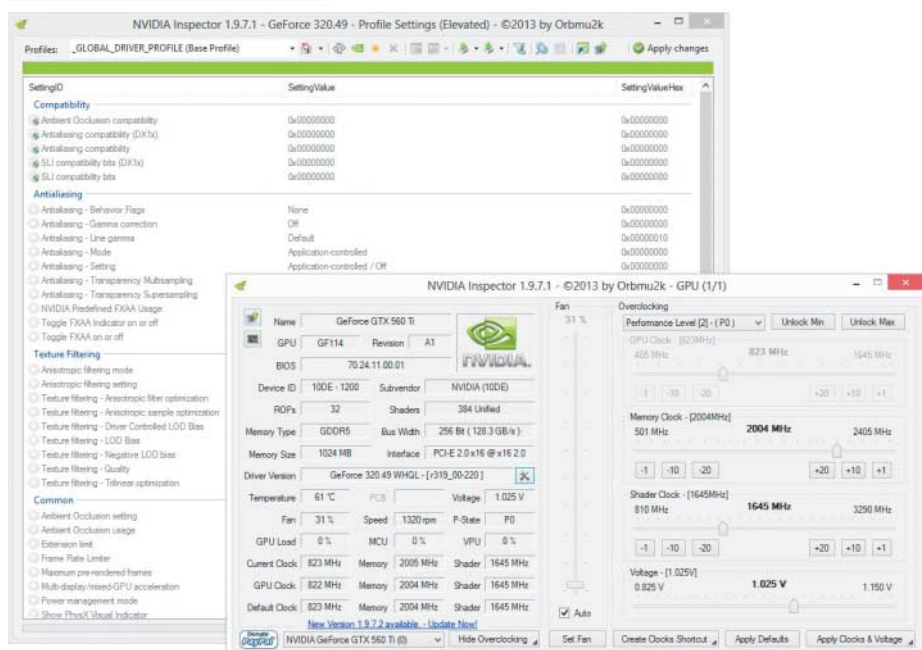 NVIDIA Inspector 1.9.7.1 - GeForce 320.49 - Profile Settings (Elevated) - ©2013 by Orbmu2k
Profiles: _GLOBAL_DRIVER_PROFILE (Base Profile) Apply changes
SettingID SettingValue SettingValueHex
Compatibility
Ambient Occlusion compatibility 0x00000000 0x00000000
Antialiasing compatibility (DX1x) 0x00000000 0x00000000
Antialiasing compatibility 0x00000000 0x00000000
SLI compatibility bits (DX1x) 0x00000000 0x00000000
SLI compatibility bits 0x00000000 0x00000000
Antialiasing
Antialiasing - Behavior Flags None 0x00000000
Antialiasing - Gamma correction Off 0x00000000
Antialiasing - Line gamma Default 0x00000010
Antialiasing - Mode Application-controlled 0x00000000
Antialiasing - Setting Application-controlled / Off 0x00000000
Antialiasing - Transparency Multisampling
Antialiasing - Transparency Supersampling
NVIDIA Predefined FXAA Usage
Toggle FXAA Indicator on or off
Toggle FXAA on or off
Texture Filtering
Anisotropic filtering mode
Anisotropic filtering setting
Texture filtering - Anisotropic filter optimization
Texture filtering - Anisotropic sample optimization
Texture filtering - Driver Controlled LOD Bias
Texture filtering - LOD Bias
Texture filtering - Negative LOD bias
Texture filtering - Quality
Texture filtering - Trilinear optimization
Common
Ambient Occlusion setting
Ambient Occlusion usage
Extension limit
Frame Rate Limiter
Maximum pre-rendered frames
Multi-display/mixed-GPU acceleration
Power management mode
Show PhysX Visual Indicator
NVIDIA Inspector 1.9.7.1 - ©2013 by Orbmu2k - GPU (1/1)
Name GeForce GTX 560 Ti
GPU GF114 Revision A1
BIOS 70.24.11.00.01
NVIDIA.
Device ID 10DE - 1200 Subvendor NVIDIA (10DE)
ROPs 32 Shaders 384 Unified
Memory Type GDDR5 Bus Width 256 Bit (128.3 GB/s)
Memory Size 1024 MB Interface PCI-E 2.0 x16 @ x16 2.0
Driver Version GeForce 320.49 WHQL - [r319_00-220]
Temperature 61 °C PCB Voltage 1.025 V
Fan 31 % Speed 1320 rpm P-State P0
GPU Load 0 % MCU 0 % VPU 0 %
Current Clock 823 MHz Memory 2005 MHz Shader 1645 MHz
GPU Clock 822 MHz Memory 2004 MHz Shader 1645 MHz
Default Clock 823 MHz Memory 2004 MHz Shader 1645 MHz
New Version 1.9.7.2 available. - Update Now!
Donate PayPal NVIDIA GeForce GTX 560 Ti (0) Hide Overclocking
Fan
31 %
Auto
Set Fan
Overclocking
Performance Level [2] - (P0) Unlock Min Unlock Max
GPU Clock - [823MHz]
405 MHz 823 MHz 1645 MHz
-1 -10 -20 +20 +10 +1
Memory Clock - [2004MHz]
501 MHz 2004 MHz 2405 MHz
-1 -10 -20 +20 +10 +1
Shader Clock - [1645MHz]
810 MHz 1645 MHz 3290 MHz
-1 -10 -20 +20 +10 +1
Voltage - [1.025V]
0.825 V 1.025 V 1.150 V
Create Clocks Shortcut Apply Defaults Apply Clocks & Voltage